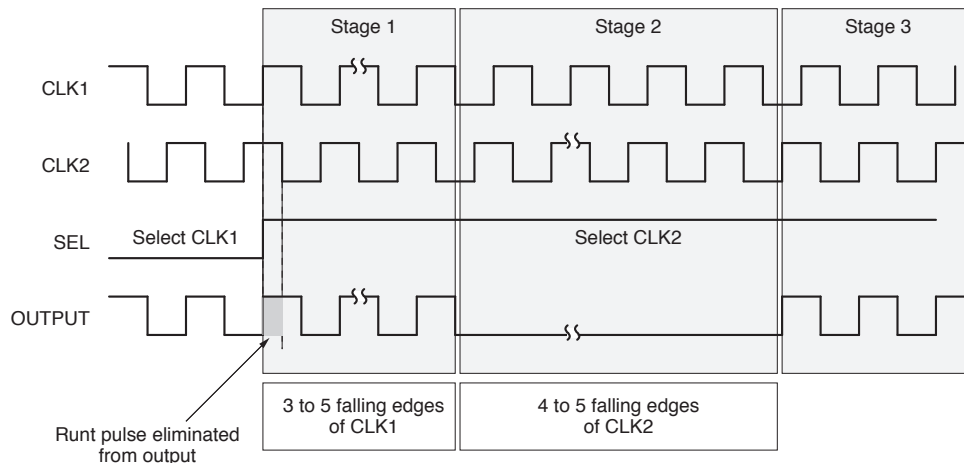 Stage 1
Stage 2
Stage 3
CLK1
CLK2
SEL
Select CLK1
Select CLK2
OUTPUT
3 to 5 falling edges
of CLK1
4 to 5 falling edges
of CLK2
Runt pulse eliminated
from output